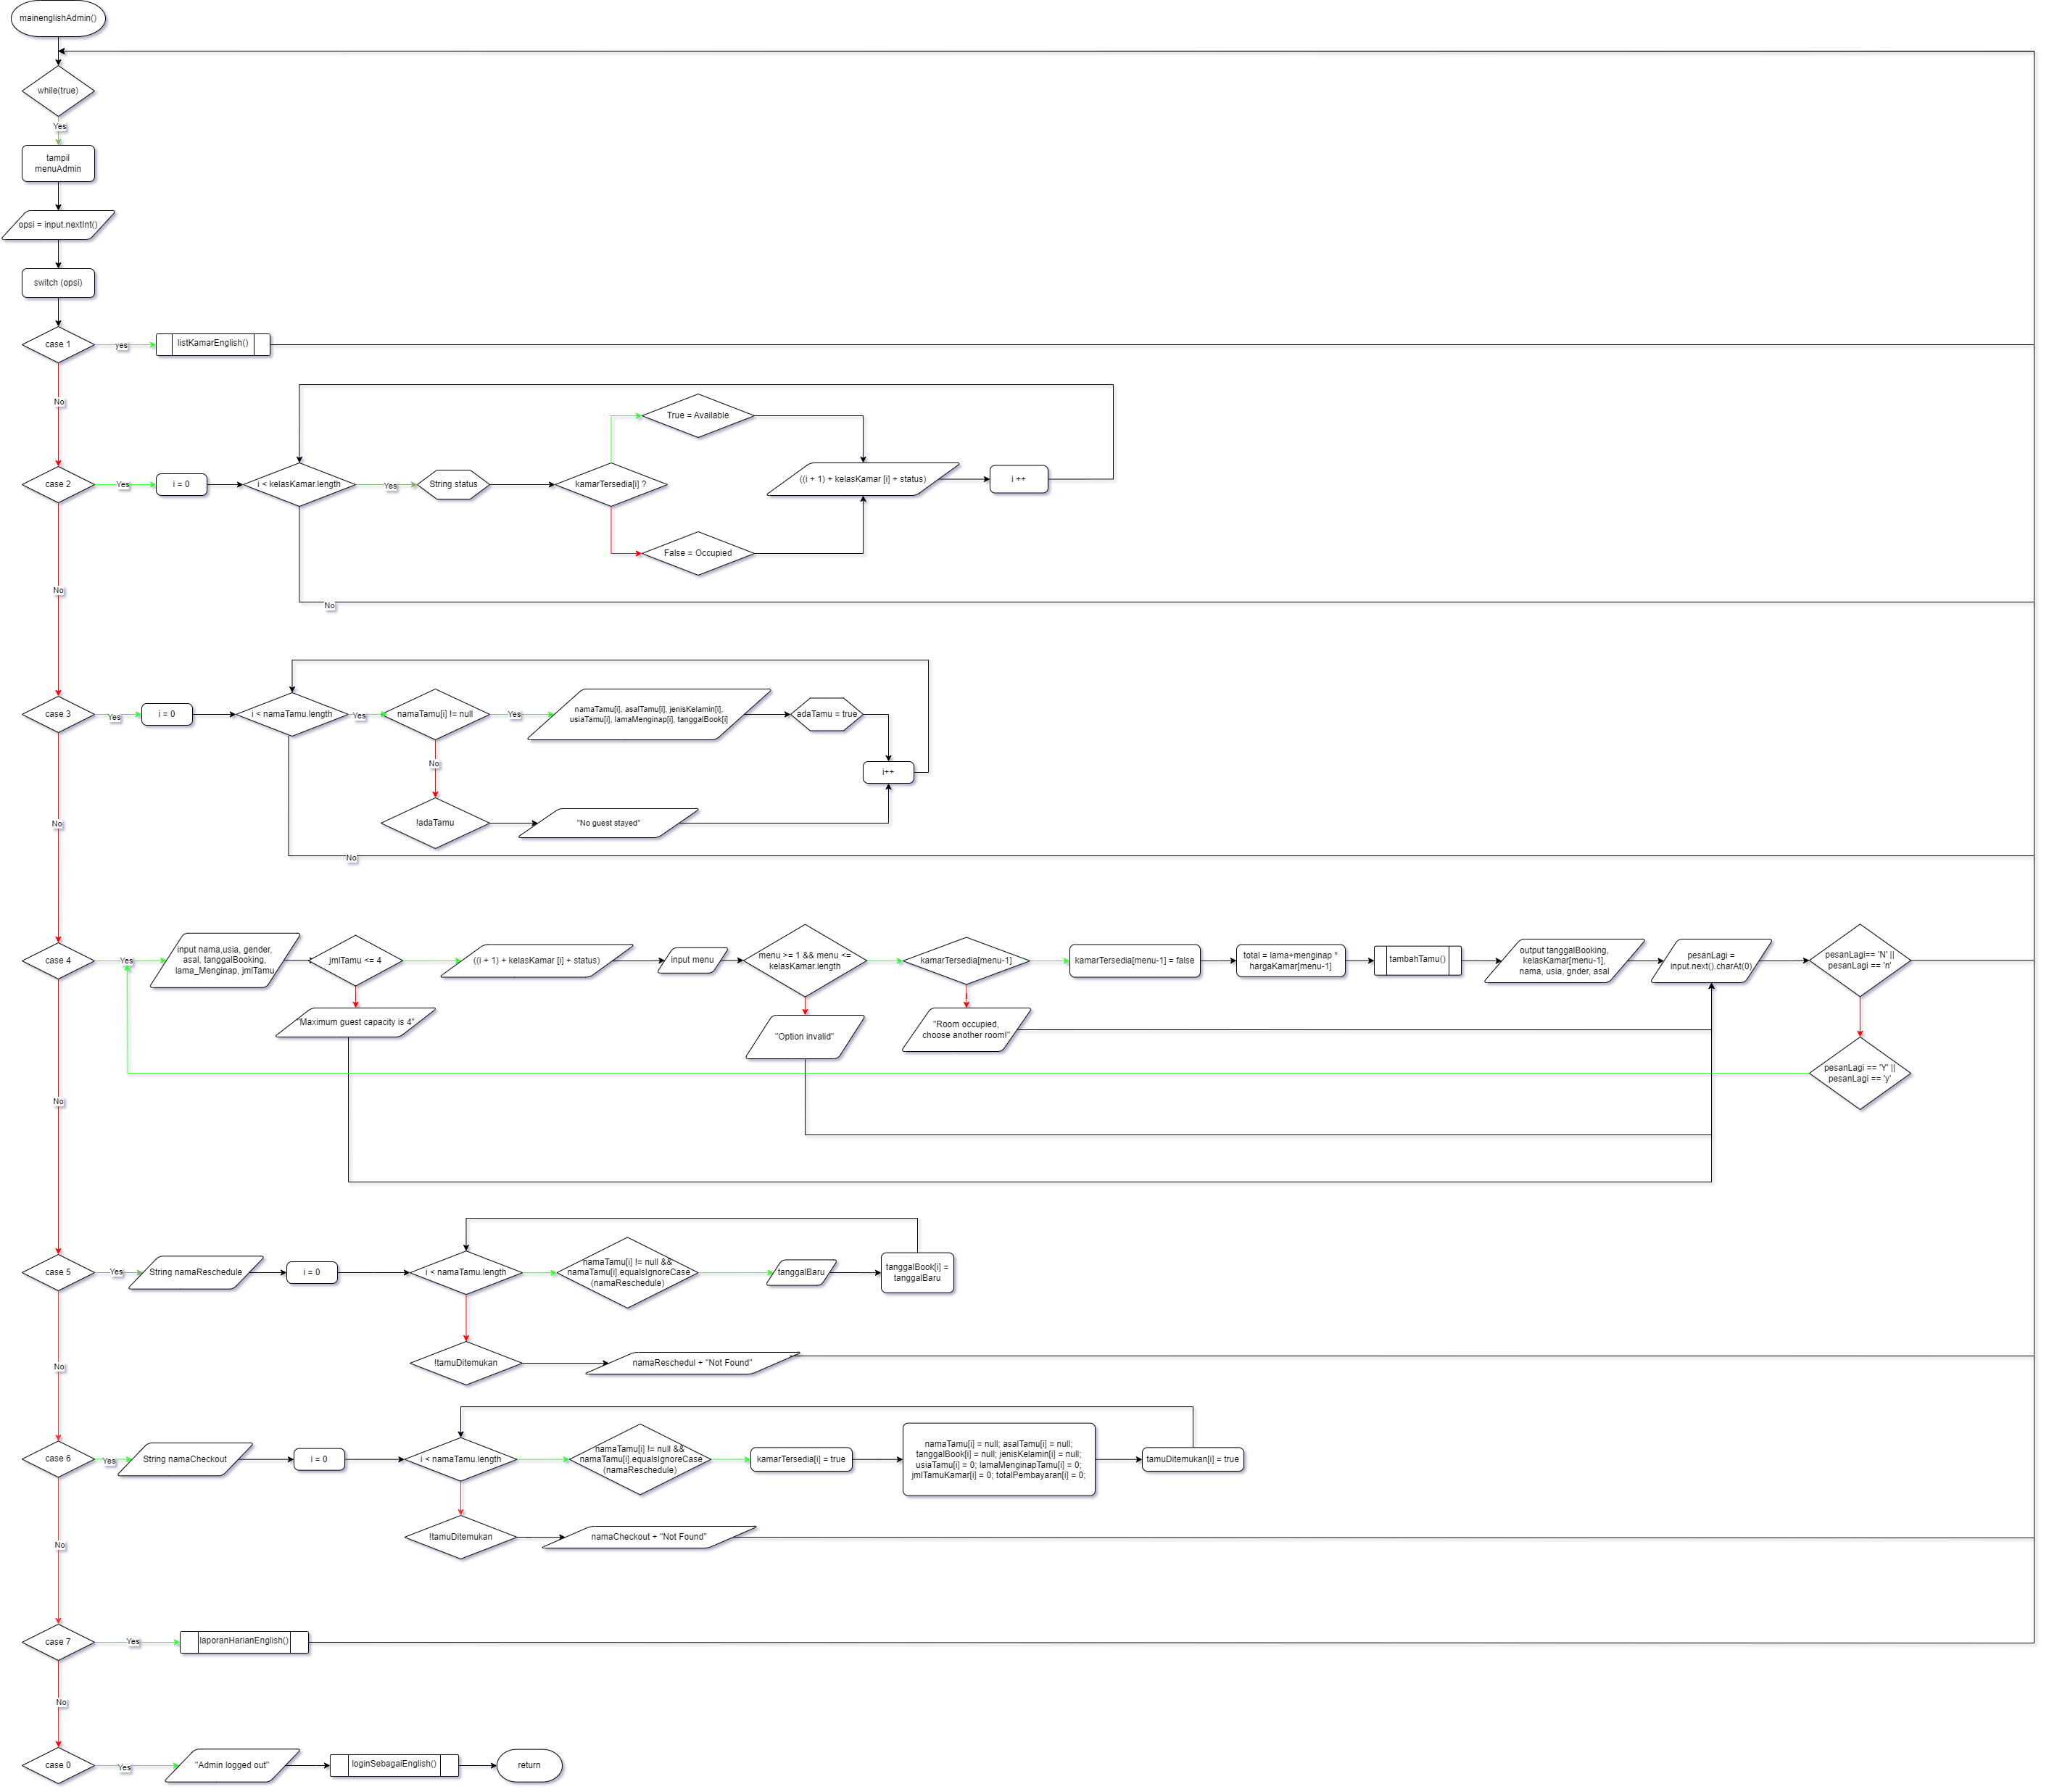 mainenglishAdmin()
while(true)
Yes
tampil
menuAdmin
opsi = input.nextInt()
switch (opsi)
case 1
yes
listKamarEnglish()
No
True = Available
case 2
Yes
i = 0
i < kelasKamar.length
Yes
String status
kamarTersedia[i] ?
((i + 1) + kelasKamar [i] + status)
i ++
False = Occupied
No
No
case 3
Yes
i = 0
i < namaTamu.length
Yes
namaTamu[i] != null
Yes
namaTamu[i], asalTamu[i], jenisKelamin[i],
usiaTamu[i], lamaMenginap[i], tanggalBook[i]
adaTamu = true
No
i++
!adaTamu
"No guest stayed"
No
No
case 4
Yes
input nama,usia, gender,
asal, tanggalBooking,
lama_Menginap, jmlTamu
jmlTamu <= 4
((i + 1) + kelasKamar [i] + status)
input menu
menu >= 1 && menu <=
kelasKamar.length
kamarTersedia[menu-1]
kamarTersedia[menu-1] = false
total = lama+menginap *
hargaKamar[menu-1]
tambahTamu()
output tanggalBooking,
kelasKamar[menu-1],
nama, usia, gnder, asal
pesanLagi =
input.next().charAt(0)
pesanLagi== 'N' ||
pesanLagi == 'n'
"Maximum guest capacity is 4"
"Option invalid"
"Room occupied,
choose another room!"
pesanLagi == 'Y' ||
pesanLagi == 'y'
No
case 5
Yes
String namaReschedule
i = 0
i < namaTamu.length
namaTamu[i] != null &&
namaTamu[i].equalsIgnoreCase
(namaReschedule)
tanggalBaru
tanggalBook[i] =
tanggalBaru
No
!tamuDitemukan
namaReschedul + "Not Found"
case 6
Yes
String namaCheckout
i = 0
i < namaTamu.length
namaTamu[i] != null &&
namaTamu[i].equalsIgnoreCase
(namaReschedule)
kamarTersedia[i] = true
namaTamu[i] = null; asalTamu[i] = null;
tanggalBook[i] = null; jenisKelamin[i] = null;
usiaTamu[i] = 0; lamaMenginapTamu[i] = 0;
jmlTamuKamar[i] = 0; totalPembayaran[i] = 0;
tamuDitemukan[i] = true
!tamuDitemukan
namaCheckout + "Not Found"
No
case 7
Yes
laporanHarianEnglish()
No
case 0
Yes
"Admin logged out"
loginSebagaiEnglish()
return